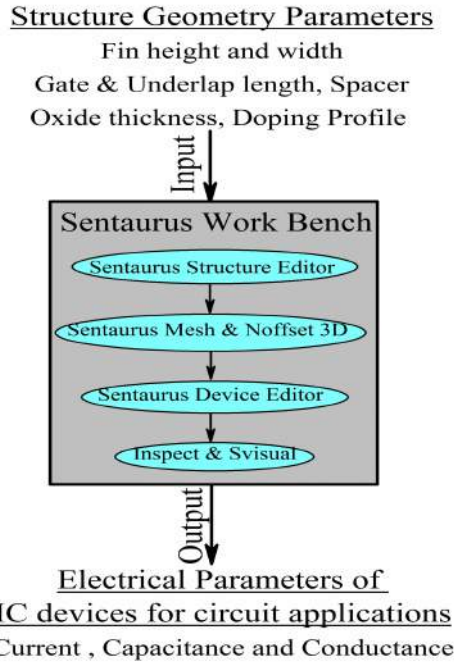 Structure Geometry Parameters
Fin height and width
Gate & Underlap length, Spacer
Oxide thickness, Doping Profile
Input
Sentaurus Work Bench
Sentaurus Structure Editor
Sentaurus Mesh & Noffset 3D
Sentaurus Device Editor
Inspect & Svisual
Output
Electrical Parameters of
IC devices for circuit applications
Current , Capacitance and Conductance